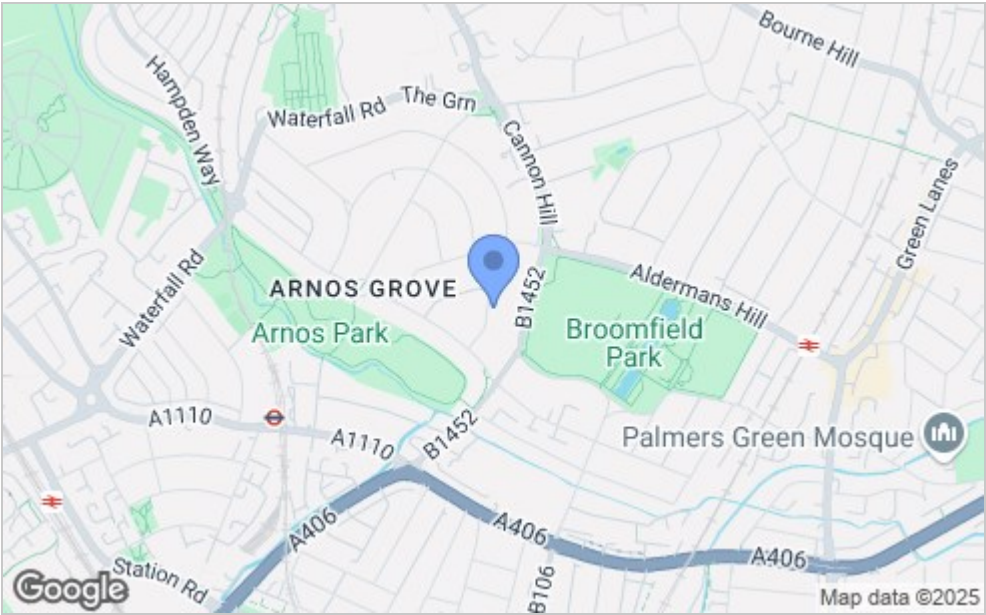 Bourne Hill
Hampden Way
Waterfall Rd
The Grn
Cannon Hill
Green Lanes
Waterfall Rd
ARNOS GROVE
B1452
Aldermans Hill
Arnos Park
Broomfield
Park
A1110
A1110
B1452
Palmers Green Mosque
A406
A406
A406
Station Rd
B106
Google
Map data ©2025